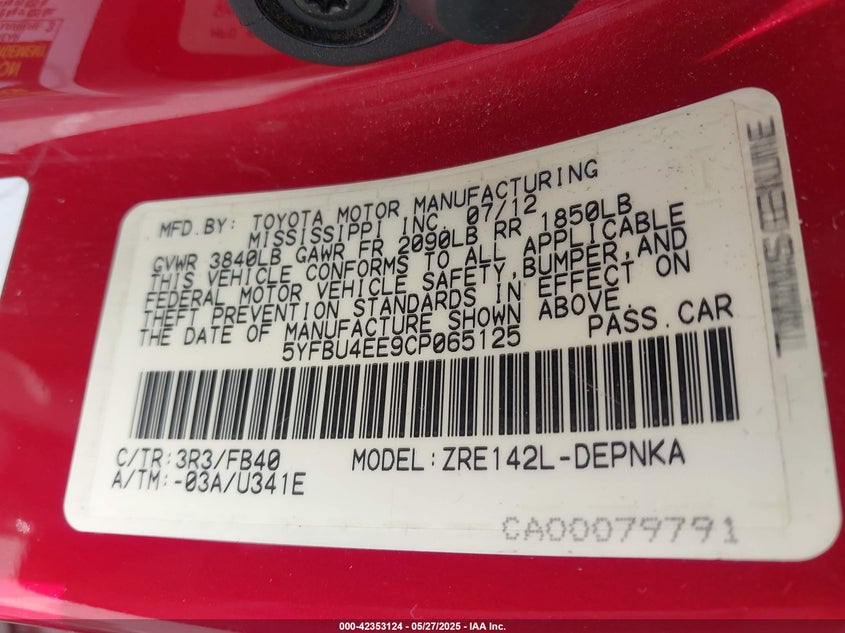 MFD.BY: TOYOTA MOTOR MANUFACTURING
MISSISSIPPI INC. 07/12
GVWR 3840LB GAWR FR 2090LB RR 1850LB
THIS VEHICLE CONFORMS TO ALL APPLICABLE
FEDERAL MOTOR VEHICLE SAFETY,BUMPER,AND
THEFT PREVENTION STANDARDS IN EFFECT ON
THE DATE OF MANUFACTURE SHOWN ABOVE.
5YFBU4EE9CP065125 PASS.CAR
C/TR:3R3/FB40 MODEL:ZRE142L-DEPNKA
A/TM:-03A/U341E
CA00079791
000-42353124 - 05/27/2025 - IAA Inc.